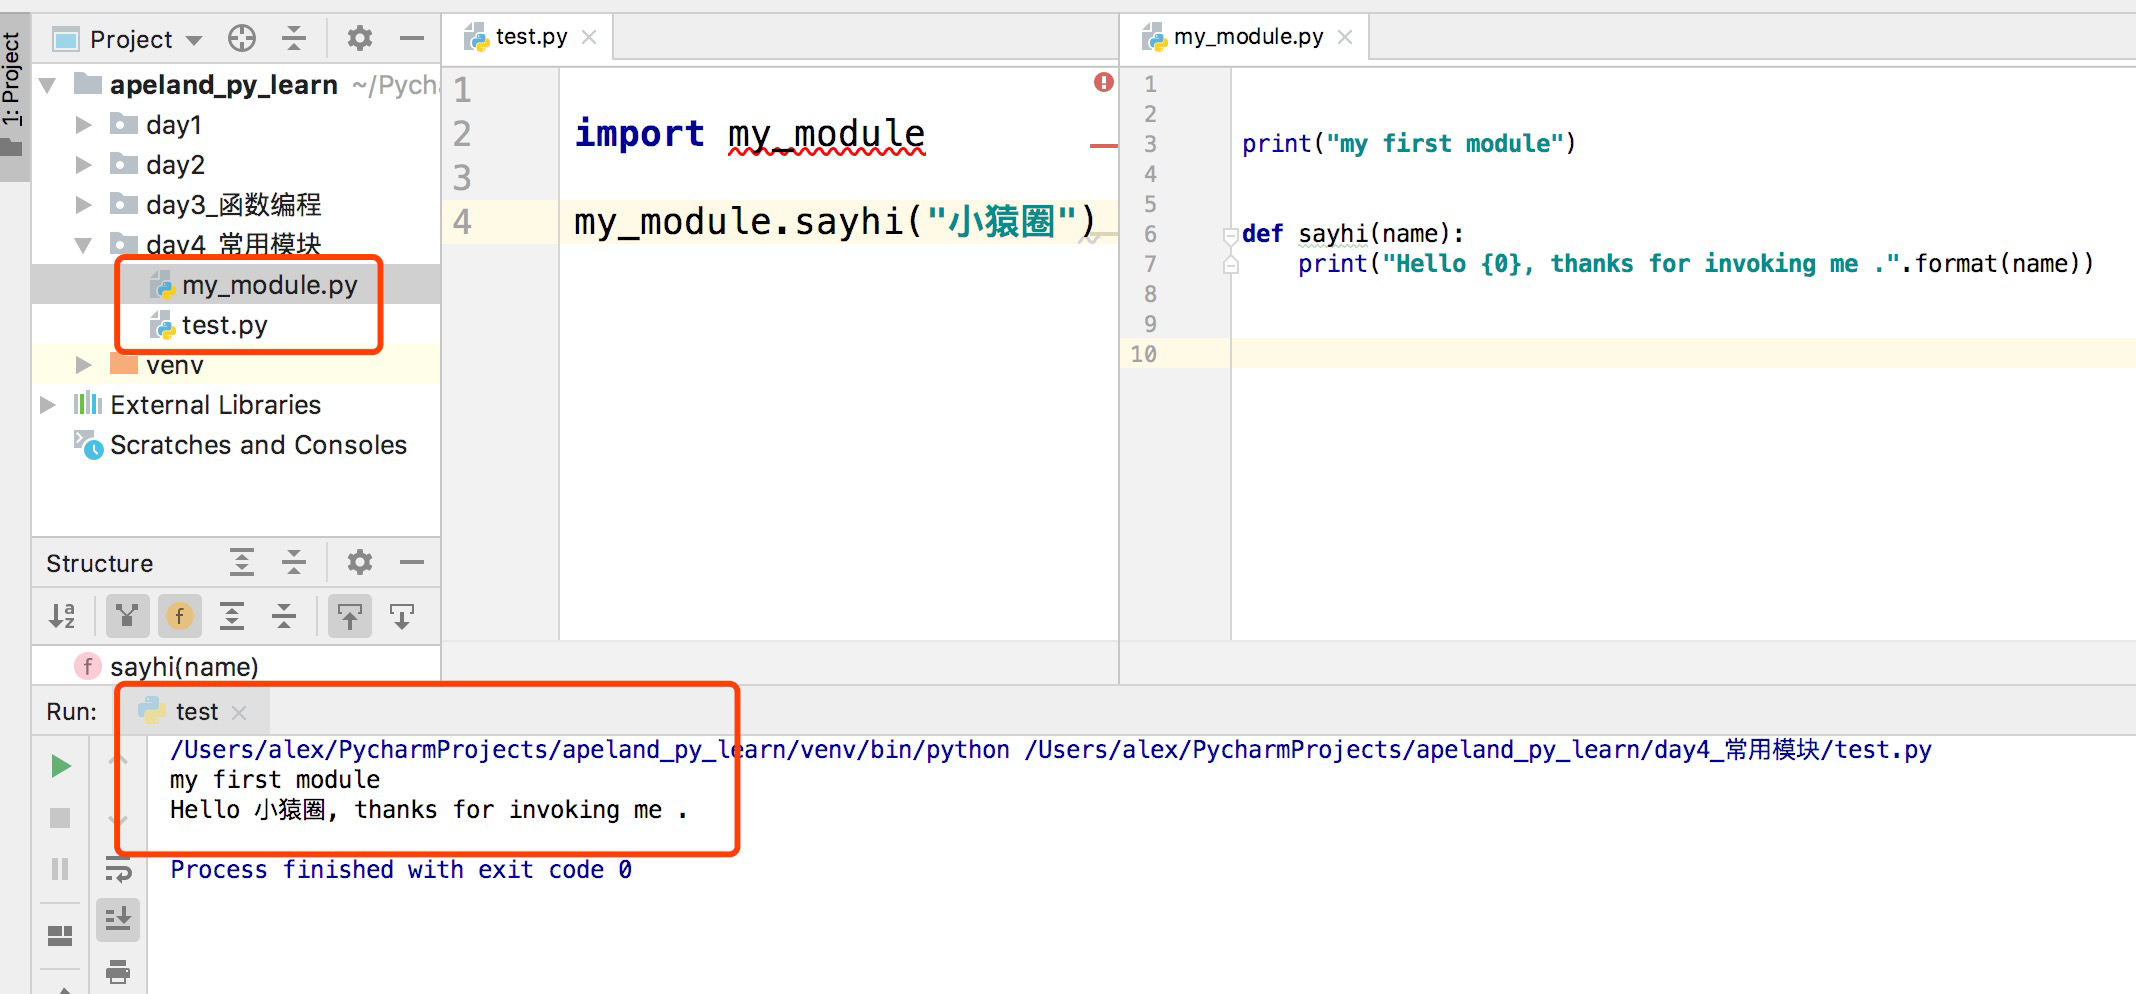 1: Project
Project
apeland_py_learn ~/Pych
day1
day2
day3_函数编程
day4_常用模块
my_module.py
test.py
venv
External Libraries
Scratches and Consoles
test.py
1
2 import my_module
3
4 my_module.sayhi("小猿圈")
my_module.py
1
2
3 print("my first module")
4
5
6 def sayhi(name):
7 print("Hello {0}, thanks for invoking me .".format(name))
8
9
10
Structure
a
z
f
f sayhi(name)
Run: test
/Users/alex/PycharmProjects/apeland_py_learn/venv/bin/python /Users/alex/PycharmProjects/apeland_py_learn/day4_常用模块/test.py
my first module
Hello 小猿圈, thanks for invoking me .
Process finished with exit code 0